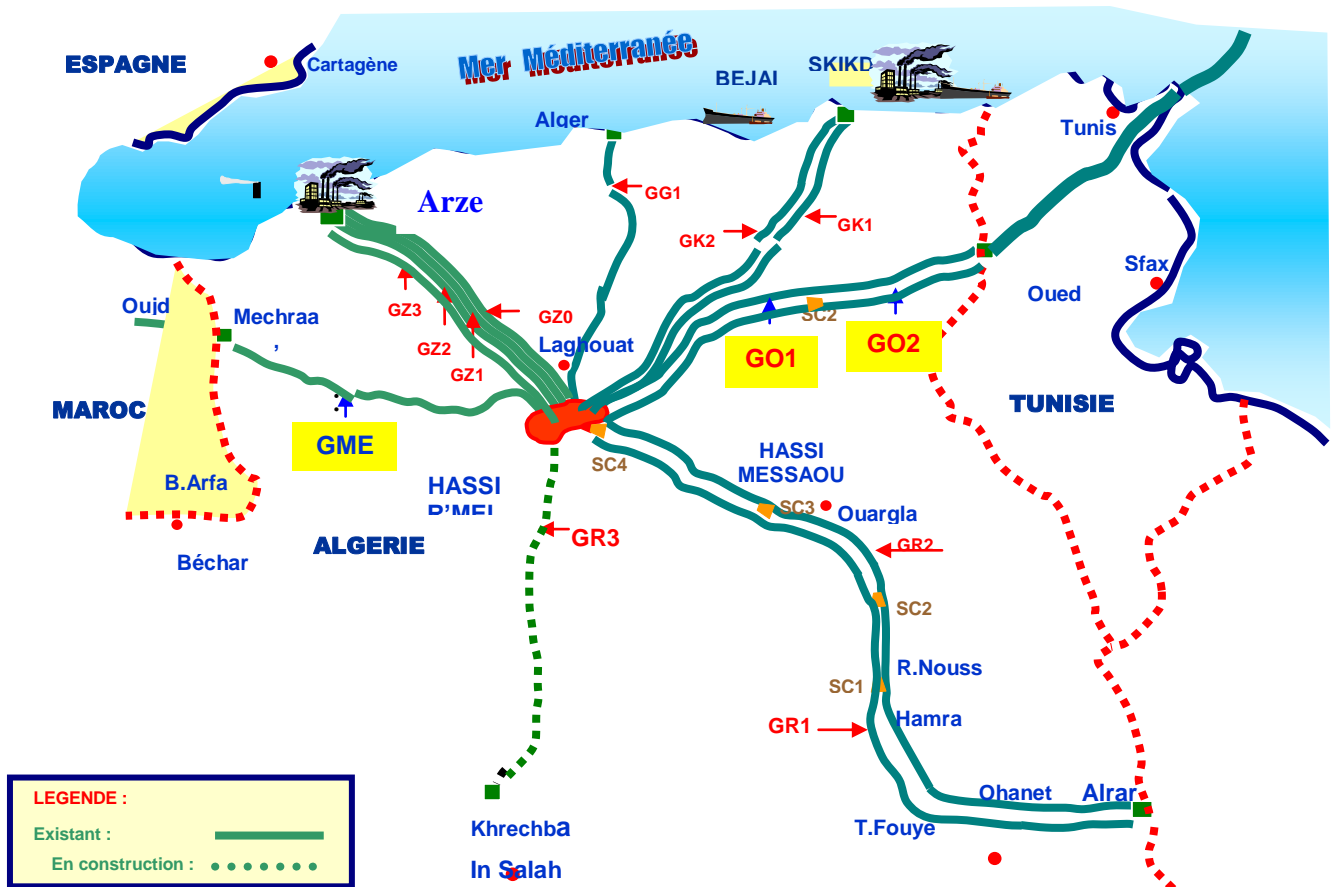 Mer Méditerranée
ESPAGNE
Cartagène
BEJAI
SKIKD
Alger
Tunis
Arze
GG1
GK2
GK1
Sfax
Oued
Oujd
Mechraa
,
GZ3
GZ0
GZ2
Laghouat
GZ1
SC2
GO1
GO2
MAROC
TUNISIE
GME
SC4
HASSI
MESSAOU
B.Arfa
HASSI
R'MEL
SC3
Ouargla
ALGERIE
GR3
GR2
Béchar
SC2
R.Nouss
SC1
GR1
Hamra
LEGENDE :
Existant :
En construction :
Ohanet
Alrar
Khrechba
T.Fouye
In Salah